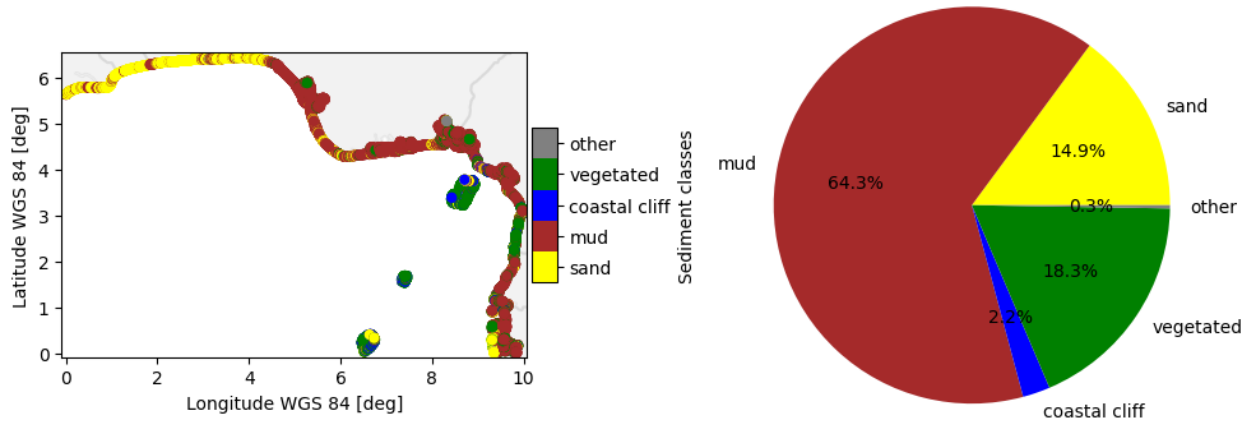 6
5
4
3
2
1
0
Latitude WGS 84 [deg]
0 2 4 6 8 10
Longitude WGS 84 [deg]
other
vegetated
coastal cliff
mud
sand
Sediment classes
mud
64.3%
sand
14.9%
0.3%
other
18.3%
vegetated
2.2%
coastal cliff